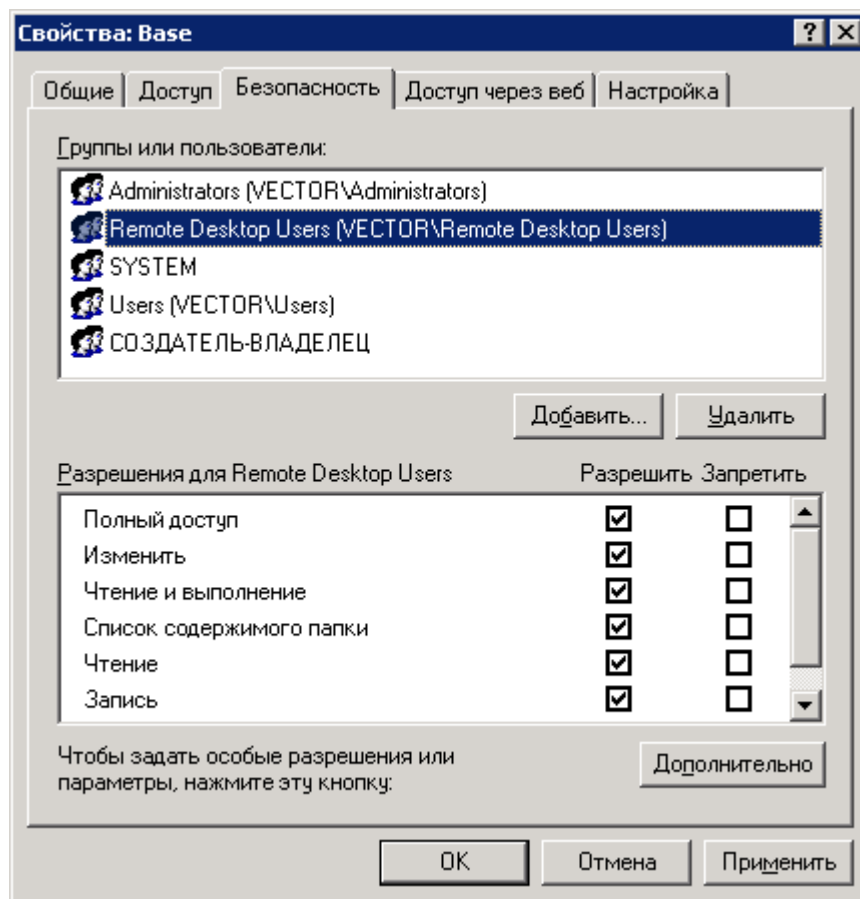 Свойства: Base
Общие Доступ Безопасность Доступ через веб Настройка
Группы или пользователи:
Administrators (VECTOR\Administrators)
Remote Desktop Users (VECTOR\Remote Desktop Users)
SYSTEM
Users (VECTOR\Users)
СОЗДАТЕЛЬ-ВЛАДЕЛЕЦ
Добавить... Удалить
Разрешения для Remote Desktop Users Разрешить Запретить
Полный доступ
Изменить
Чтение и выполнение
Список содержимого папки
Чтение
Запись
Чтобы задать особые разрешения или
параметры, нажмите эту кнопку:
Дополнительно
OK Отмена Применить